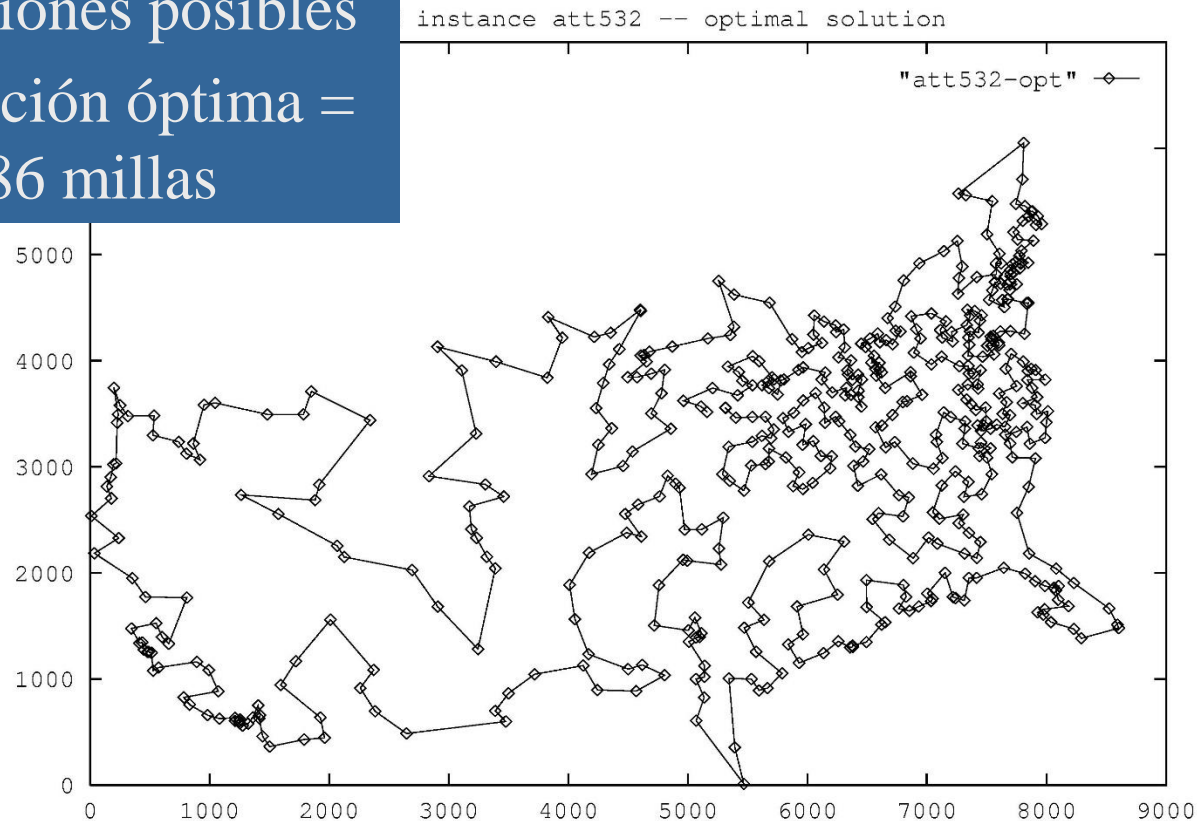 iones posibles
ción óptima =
86 millas
instance att532 -- optimal solution
"att532-opt"
5000
4000
3000
2000
1000
0
0 1000 2000 3000 4000 5000 6000 7000 8000 9000